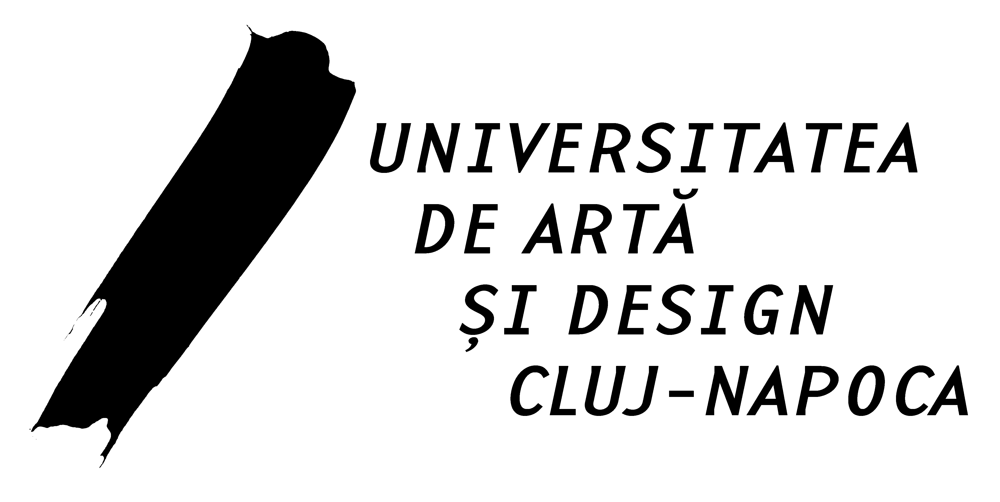 UNIVERSITATEA
DE ARTĂ
ȘI DESIGN
CLUJ-NAPOCA